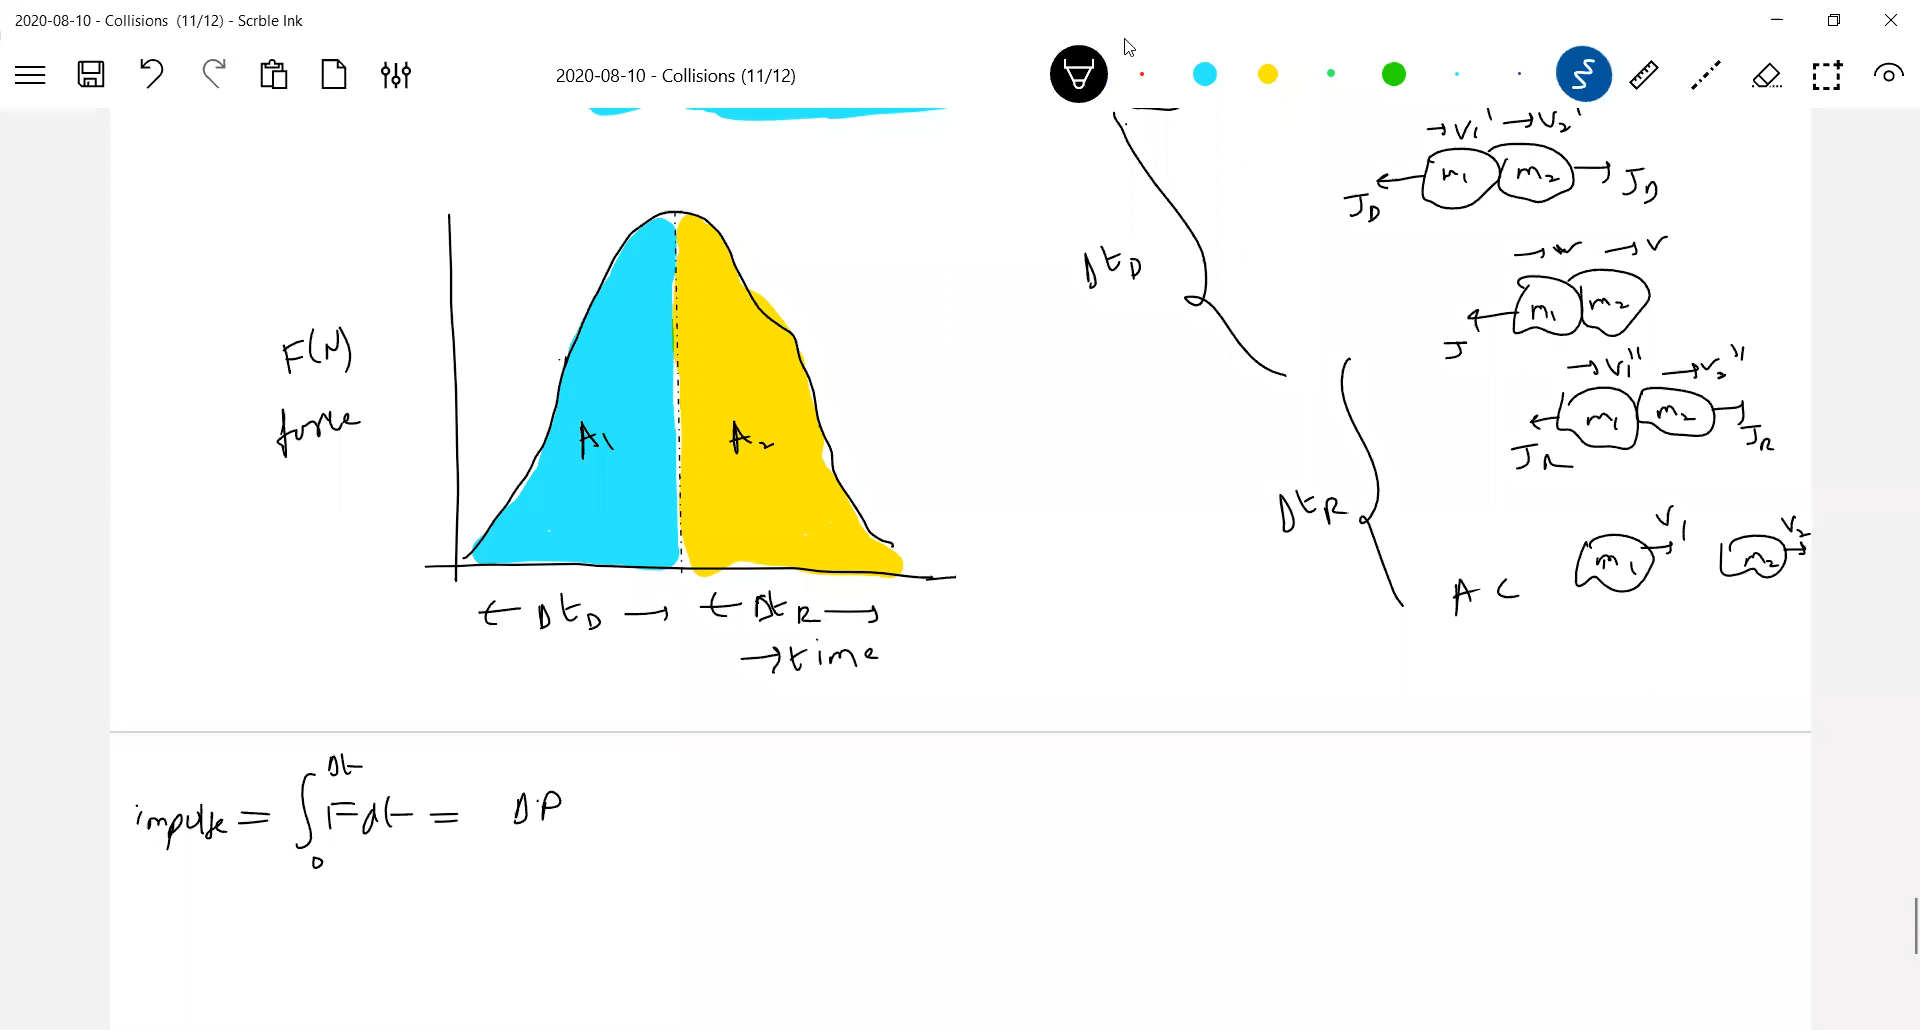 2020-08-10 - Collisions (11/12) - Scrble Ink
2020-08-10 - Collisions (11/12)
→ V₁' → V₂'
m₁ m₂
J_D J_D
Δt_D
→ v → v
m₁ m₂
J
F(N)
force
→ V₁'' → V₂''
m₁ m₂
J_R J_R
A₁ A₂
Δt_R
V₁ V₂
m₁ m₂
A C
← Δt_D → ← Δt_R →
→ time
impulse = ∫₀^Δt F dt = ΔP